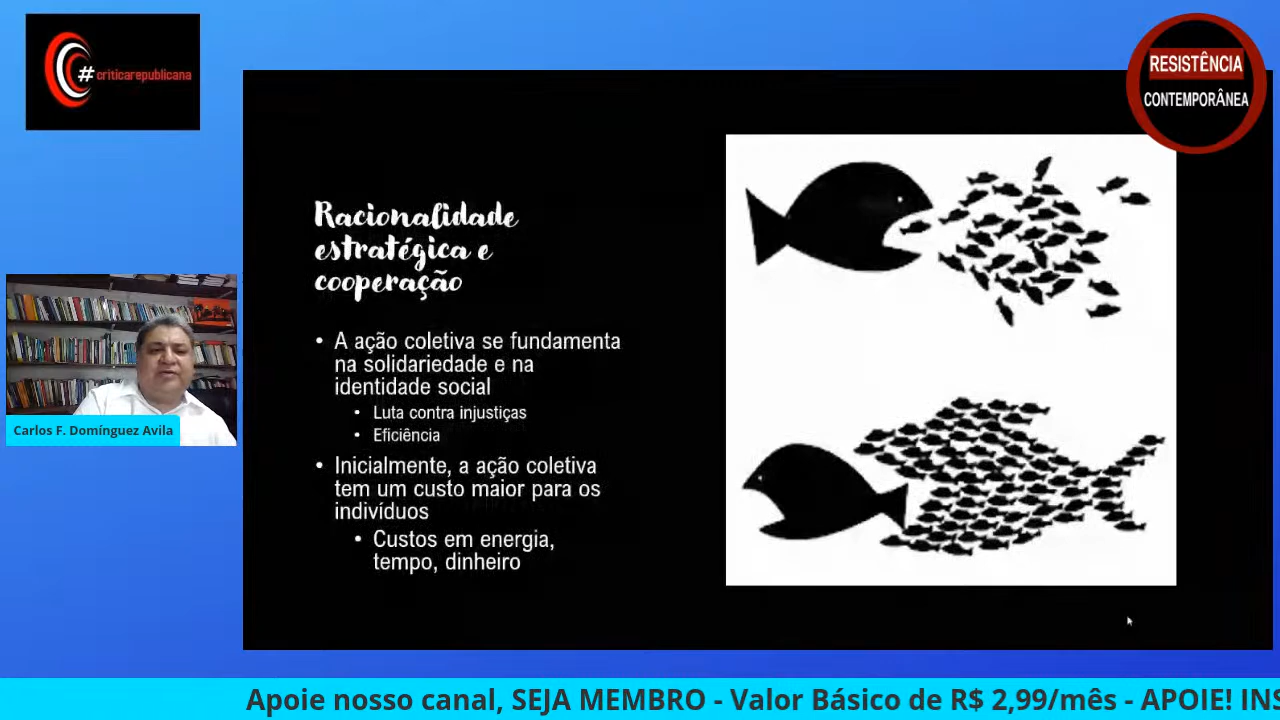 #criticarepublicana
RESISTÊNCIA
CONTEMPORÂNEA
Racionalidade
estratégica e
cooperação
• A ação coletiva se fundamenta
na solidariedade e na
identidade social
• Luta contra injustiças
• Eficiência
• Inicialmente, a ação coletiva
tem um custo maior para os
indivíduos
• Custos em energia,
tempo, dinheiro
Carlos F. Domínguez Avila
Apoie nosso canal, SEJA MEMBRO - Valor Básico de R$ 2,99/mês - APOIE! INS